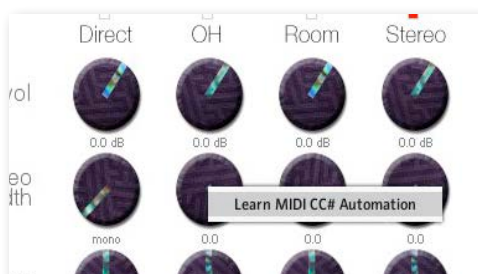 Direct OH Room Stereo
vol
0.0 dB 0.0 dB 0.0 dB 0.0 dB
eo
dth
Learn MIDI CC# Automation
mono 0.0 0.0 0.0